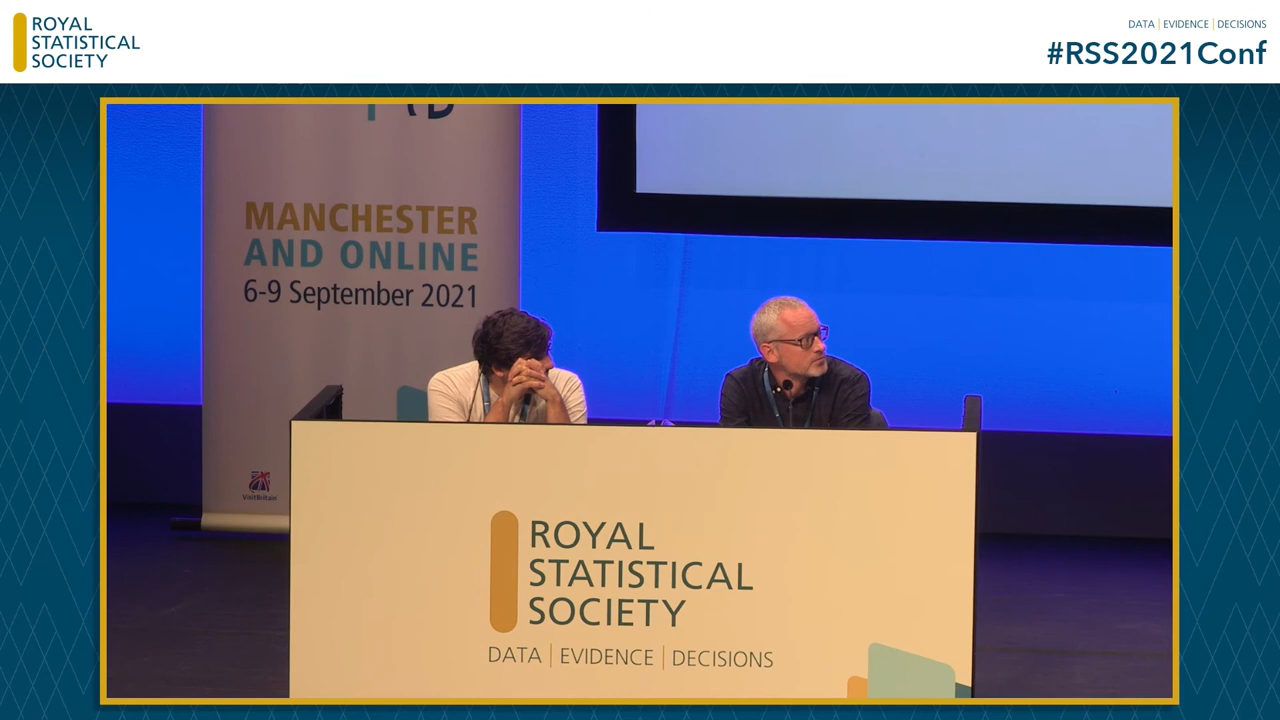 ROYAL
STATISTICAL
SOCIETY
DATA | EVIDENCE | DECISIONS
#RSS2021Conf
MANCHESTER
AND ONLINE
6-9 September 2021
VisitBritain
ROYAL
STATISTICAL
SOCIETY
DATA | EVIDENCE | DECISIONS